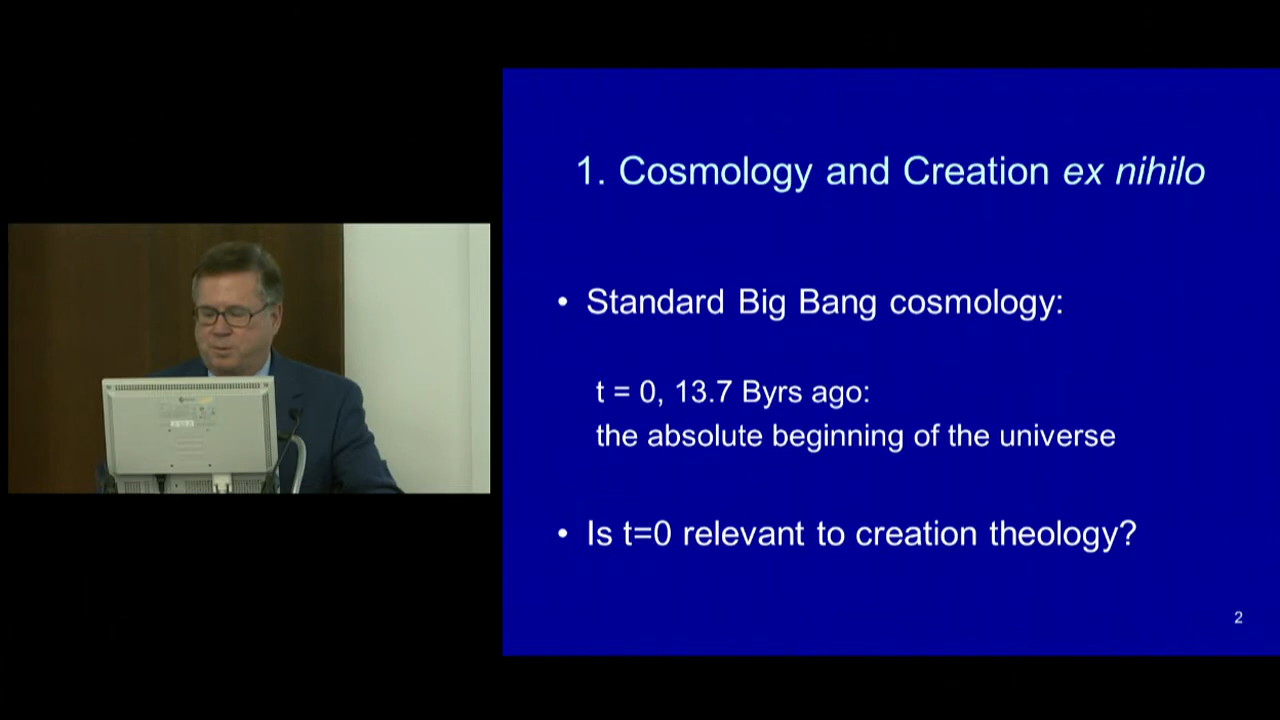 1. Cosmology and Creation ex nihilo
• Standard Big Bang cosmology:
t = 0, 13.7 Byrs ago:
the absolute beginning of the universe
• Is t=0 relevant to creation theology?
2